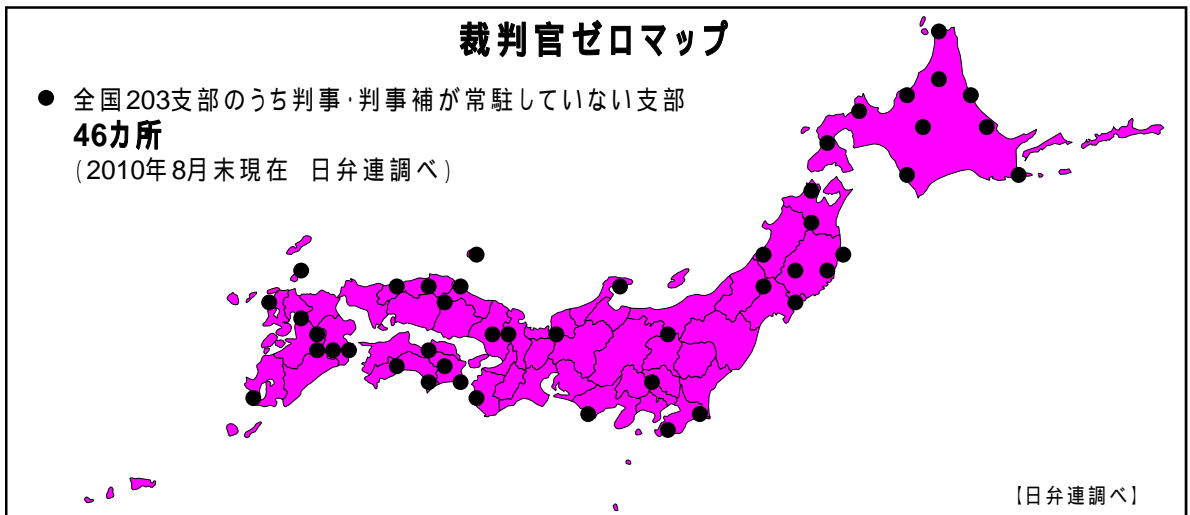 裁判官ゼロマップ
● 全国203支部のうち判事・判事補が常駐していない支部
46カ所
(2010年8月末現在 日弁連調べ)
【日弁連調べ】